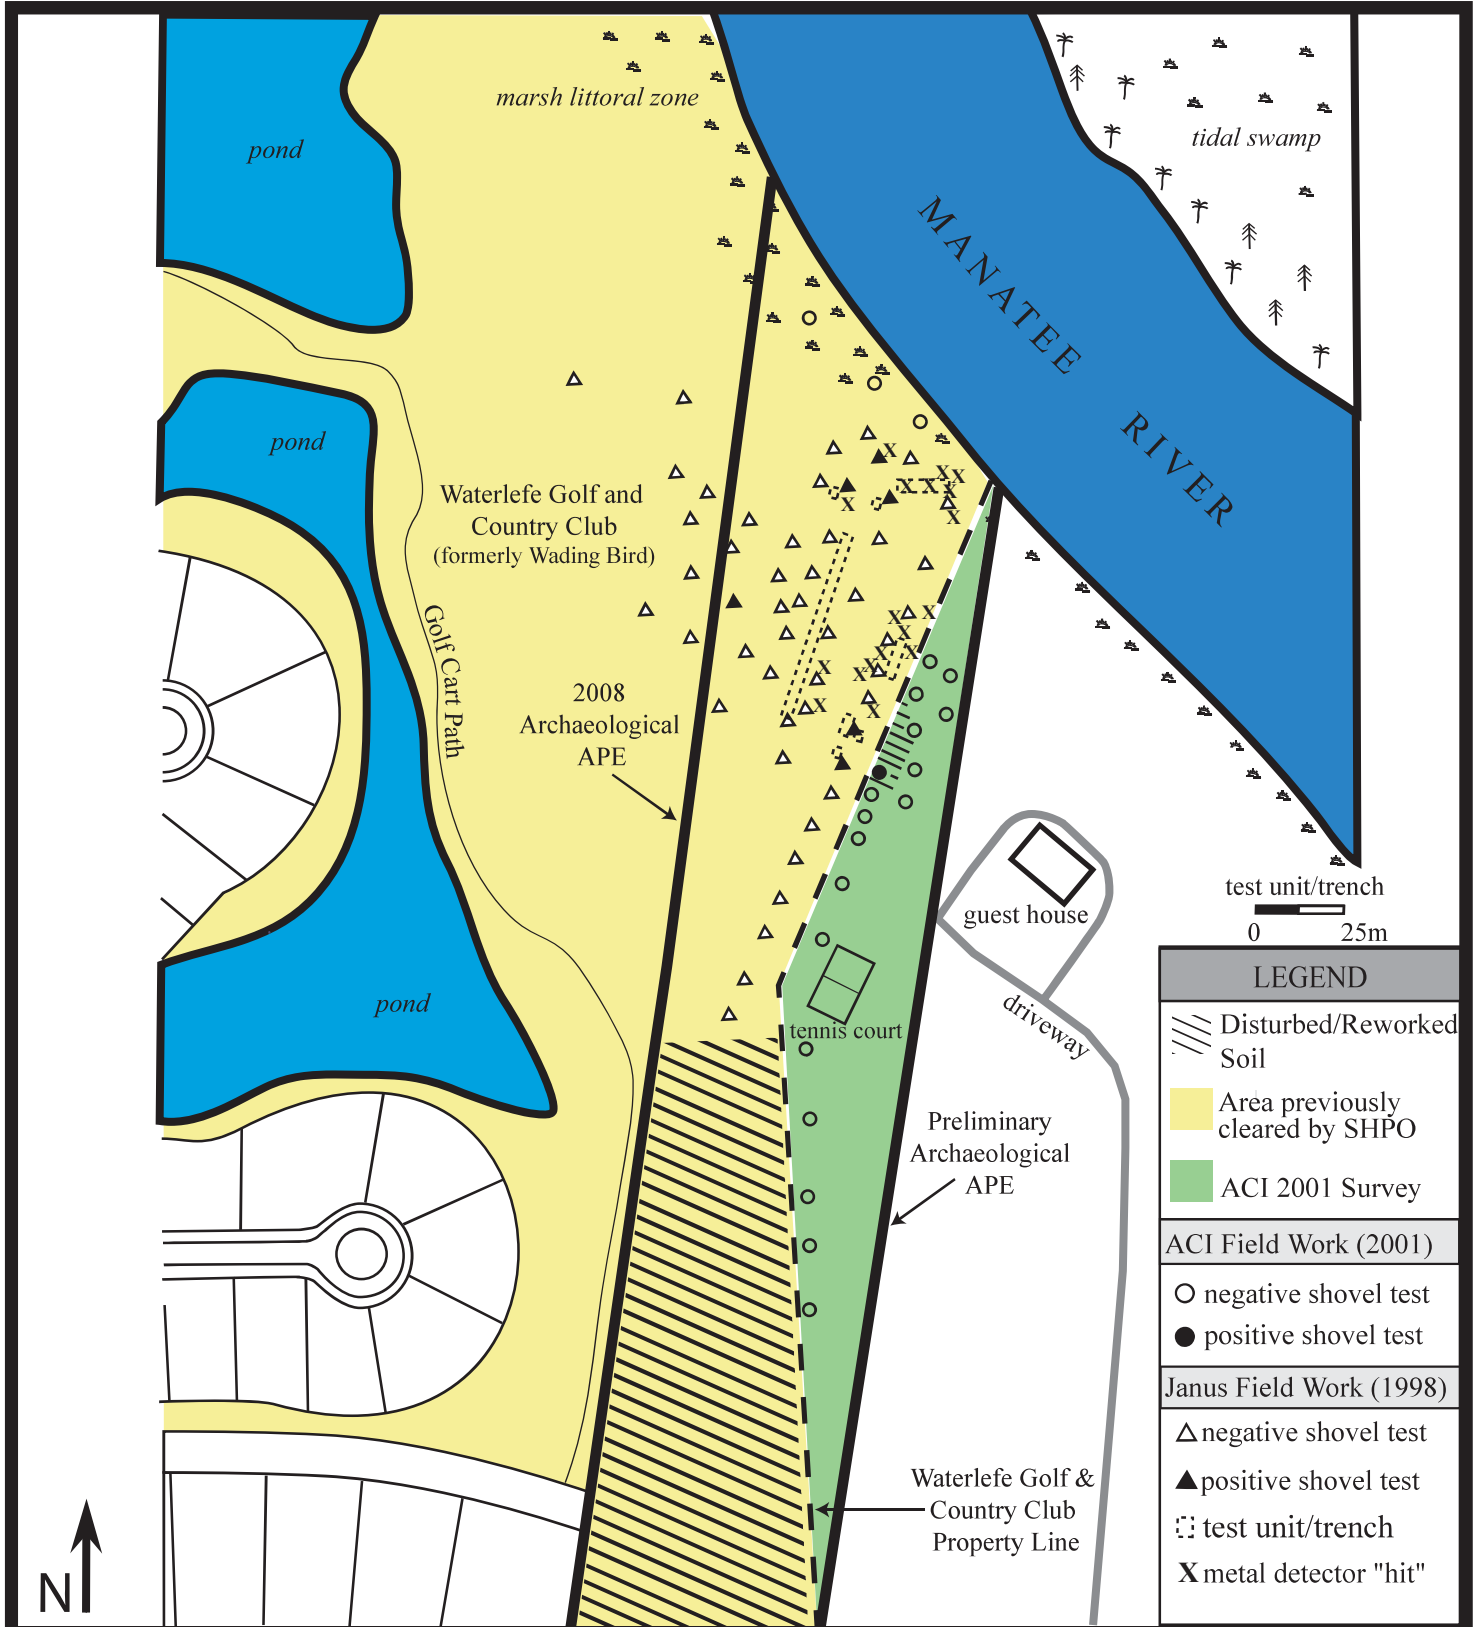 marsh littoral zone
pond
tidal swamp
MANATEE
RIVER
pond
Waterlefe Golf and
Country Club
(formerly Wading Bird)
Golf Cart Path
2008
Archaeological
APE
pond
guest house
driveway
tennis court
Preliminary
Archaeological
APE
Waterlefe Golf &
Country Club
Property Line
N
test unit/trench
0 25m
LEGEND
Disturbed/Reworked
Soil
Area previously
cleared by SHPO
ACI 2001 Survey
ACI Field Work (2001)
negative shovel test
positive shovel test
Janus Field Work (1998)
negative shovel test
positive shovel test
test unit/trench
X metal detector "hit"